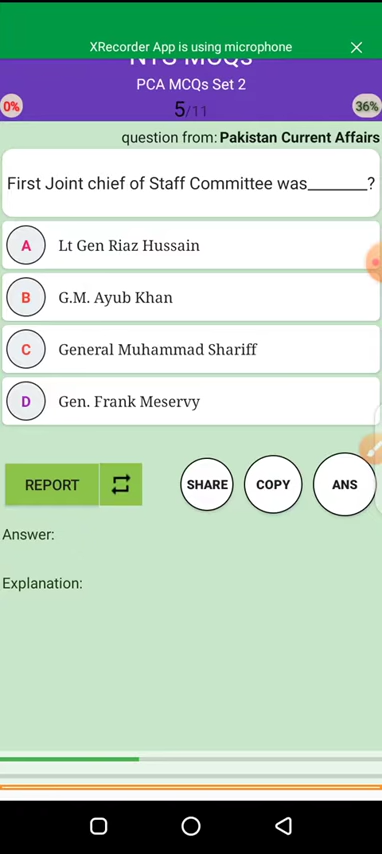 XRecorder App is using microphone
NTS MCQs
PCA MCQs Set 2
0%
5/11
36%
question from: Pakistan Current Affairs
First Joint chief of Staff Committee was_______?
A Lt Gen Riaz Hussain
B G.M. Ayub Khan
C General Muhammad Shariff
D Gen. Frank Meservy
REPORT SHARE COPY ANS
Answer:
Explanation: